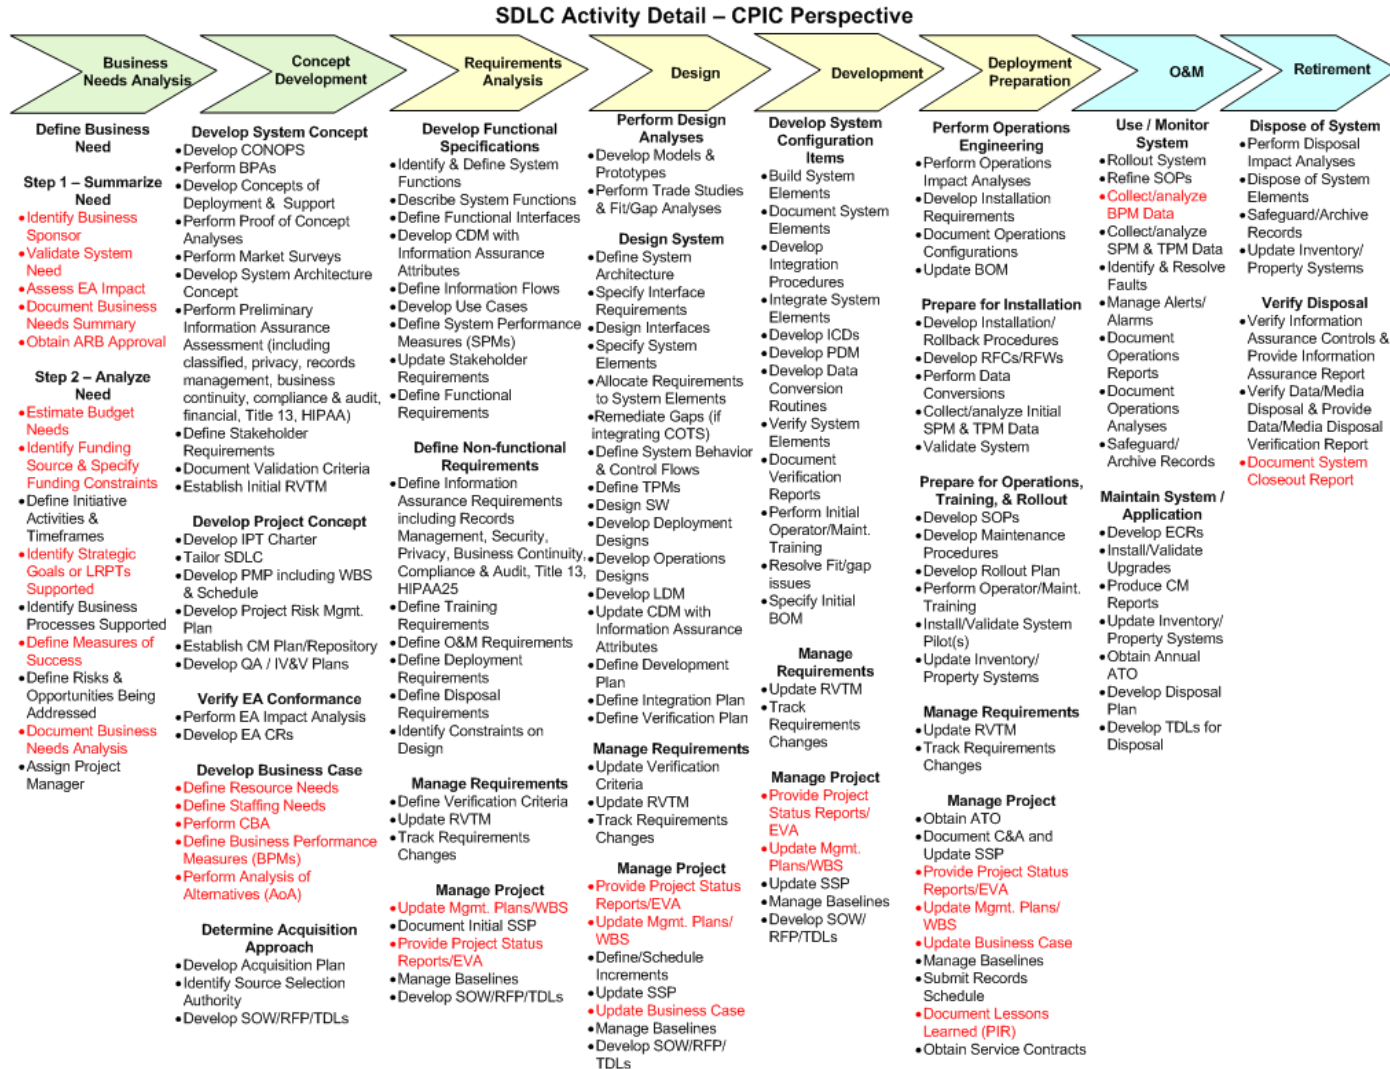 SDLC Activity Detail – CPIC Perspective
Business
Needs Analysis
Concept
Development
Requirements
Analysis
Design
Development
Deployment
Preparation
O&M
Retirement
Define Business
Need
Step 1 – Summarize
Need
•Identify Business
Sponsor
•Validate System
Need
•Assess EA Impact
•Document Business
Needs Summary
•Obtain ARB Approval
Step 2 – Analyze
Need
•Estimate Budget
Needs
•Identify Funding
Source & Specify
Funding Constraints
•Define Initiative
Activities &
Timeframes
•Identify Strategic
Goals or LRPTs
Supported
•Identify Business
Processes Supported
•Define Measures of
Success
•Define Risks &
Opportunities Being
Addressed
•Document Business
Needs Analysis
•Assign Project
Manager
Develop System Concept
•Develop CONOPS
•Perform BPAs
•Develop Concepts of
Deployment & Support
•Perform Proof of Concept
Analyses
•Perform Market Surveys
•Develop System Architecture
Concept
•Perform Preliminary
Information Assurance
Assessment (including
classified, privacy, records
management, business
continuity, compliance & audit,
financial, Title 13, HIPAA)
•Define Stakeholder
Requirements
•Document Validation Criteria
•Establish Initial RVTM
Develop Project Concept
•Develop IPT Charter
•Tailor SDLC
•Develop PMP including WBS
& Schedule
•Develop Project Risk Mgmt.
Plan
•Establish CM Plan/Repository
•Develop QA / IV&V Plans
Verify EA Conformance
•Perform EA Impact Analysis
•Develop EA CRs
Develop Business Case
•Define Resource Needs
•Define Staffing Needs
•Perform CBA
•Define Business Performance
Measures (BPMs)
•Perform Analysis of
Alternatives (AoA)
Determine Acquisition
Approach
•Develop Acquisition Plan
•Identify Source Selection
Authority
•Develop SOW/RFP/TDLs
Develop Functional
Specifications
•Identify & Define System
Functions
•Describe System Functions
•Define Functional Interfaces
•Develop CDM with
Information Assurance
Attributes
•Define Information Flows
•Develop Use Cases
•Define System Performance
Measures (SPMs)
•Update Stakeholder
Requirements
•Define Functional
Requirements
Define Non-functional
Requirements
•Define Information
Assurance Requirements
including Records
Management, Security,
Privacy, Business Continuity,
Compliance & Audit, Title 13,
HIPAA25
•Define Training
Requirements
•Define O&M Requirements
•Define Deployment
Requirements
•Define Disposal
Requirements
•Identify Constraints on
Design
Manage Requirements
•Define Verification Criteria
•Update RVTM
•Track Requirements
Changes
Manage Project
•Update Mgmt. Plans/WBS
•Document Initial SSP
•Provide Project Status
Reports/EVA
•Manage Baselines
•Develop SOW/RFP/TDLs
Perform Design
Analyses
•Develop Models &
Prototypes
•Perform Trade Studies
& Fit/Gap Analyses
Design System
•Define System
Architecture
•Specify Interface
Requirements
•Design Interfaces
•Specify System
Elements
•Allocate Requirements
to System Elements
•Remediate Gaps (if
integrating COTS)
•Define System Behavior
& Control Flows
•Define TPMs
•Design SW
•Develop Deployment
Designs
•Develop Operations
Designs
•Develop LDM
•Update CDM with
Information Assurance
Attributes
•Define Development
Plan
•Define Integration Plan
•Define Verification Plan
Manage Requirements
•Update Verification
Criteria
•Update RVTM
•Track Requirements
Changes
Manage Project
•Provide Project Status
Reports/EVA
•Update Mgmt. Plans/
WBS
•Define/Schedule
Increments
•Update SSP
•Update Business Case
•Manage Baselines
•Develop SOW/RFP/
TDLs
Develop System
Configuration
Items
•Build System
Elements
•Document System
Elements
•Develop
Integration
Procedures
•Integrate System
Elements
•Develop ICDs
•Develop PDM
•Develop Data
Conversion
Routines
•Verify System
Elements
•Document
Verification
Reports
•Perform Initial
Operator/Maint.
Training
•Resolve Fit/gap
issues
•Specify Initial
BOM
Manage
Requirements
•Update RVTM
•Track
Requirements
Changes
Manage Project
•Provide Project
Status Reports/
EVA
•Update Mgmt.
Plans/WBS
•Update SSP
•Manage Baselines
•Develop SOW/
RFP/TDLs
Perform Operations
Engineering
•Perform Operations
Impact Analyses
•Develop Installation
Requirements
•Document Operations
Configurations
•Update BOM
Prepare for Installation
•Develop Installation/
Rollback Procedures
•Develop RFCs/RFWs
•Perform Data
Conversions
•Collect/analyze Initial
SPM & TPM Data
•Validate System
Prepare for Operations,
Training, & Rollout
•Develop SOPs
•Develop Maintenance
Procedures
•Develop Rollout Plan
•Perform Operator/Maint.
Training
•Install/Validate System
Pilot(s)
•Update Inventory/
Property Systems
Manage Requirements
•Update RVTM
•Track Requirements
Changes
Manage Project
•Obtain ATO
•Document C&A and
Update SSP
•Provide Project Status
Reports/EVA
•Update Mgmt. Plans/
WBS
•Update Business Case
•Manage Baselines
•Submit Records
Schedule
•Document Lessons
Learned (PIR)
•Obtain Service Contracts
Use / Monitor
System
•Rollout System
•Refine SOPs
•Collect/analyze
BPM Data
•Collect/analyze
SPM & TPM Data
•Identify & Resolve
Faults
•Manage Alerts/
Alarms
•Document
Operations
Reports
•Document
Operations
Analyses
•Safeguard/
Archive Records
Maintain System /
Application
•Develop ECRs
•Install/Validate
Upgrades
•Produce CM
Reports
•Update Inventory/
Property Systems
•Obtain Annual
ATO
•Develop Disposal
Plan
•Develop TDLs for
Disposal
Dispose of System
•Perform Disposal
Impact Analyses
•Dispose of System
Elements
•Safeguard/Archive
Records
•Update Inventory/
Property Systems
Verify Disposal
•Verify Information
Assurance Controls &
Provide Information
Assurance Report
•Verify Data/Media
Disposal & Provide
Data/Media Disposal
Verification Report
•Document System
Closeout Report